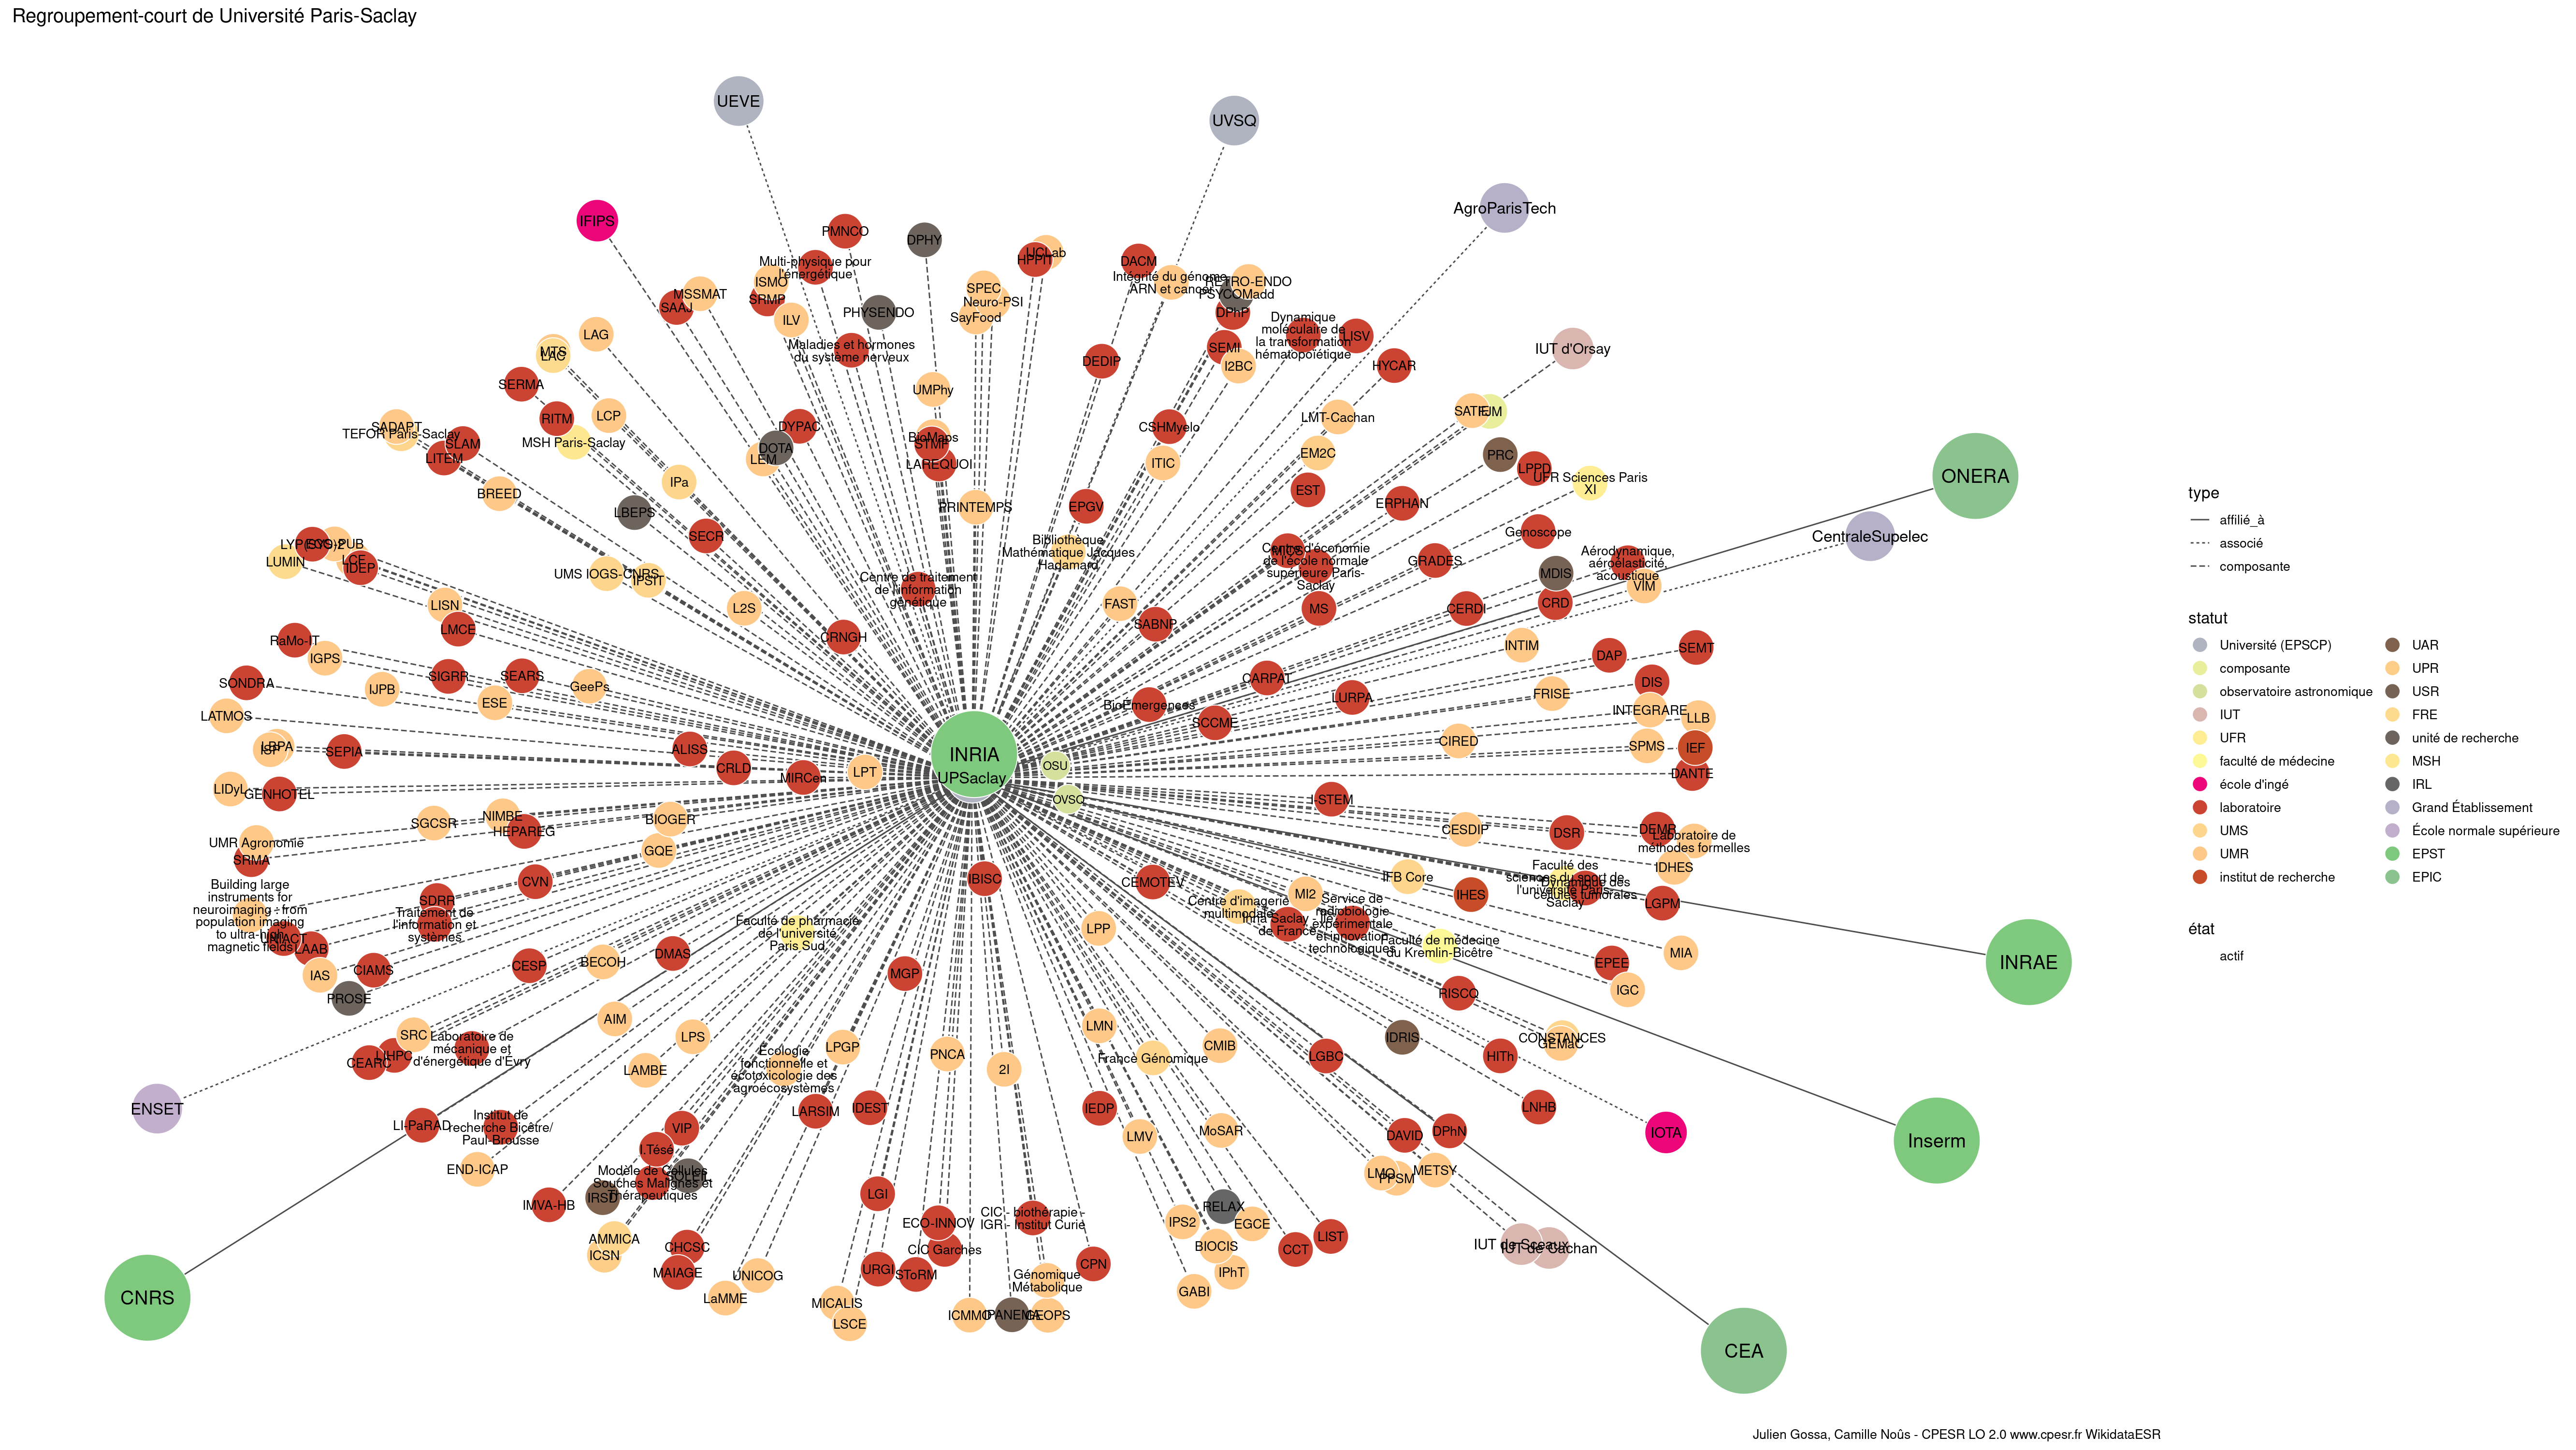 Regroupement-court de Université Paris-Saclay
UEVE
UVSQ
AgroParisTech
IFIPS
PMNCO
DPHY
UCLab
HPPIT
DACM
Multi-physique pour
l'énergétique
ISMO
SRMP
MSSMAT
SAAJ
ILV
PHYSENDO
SPEC
Neuro-PSI
SayFood
Intégrité du génome,
ARN et cancer
RETRO-ENDO
PSYCOMadd
DPhP
LAG
MTS
Maladies et hormones
du système nerveux
DEDIP
SEMI
I2BC
Dynamique
moléculaire de
la transformation
hématopoïétique
LISV
HYCAR
IUT d'Orsay
SERMA
RITM
LCP
MSH Paris-Saclay
UMPhy
DYPAC
DOTA
LEM
BioMaps
STMF
LAREQUOI
CSHMyelo
ITIC
LMT-Cachan
EM2C
SATIE
PRC
LPPD
UFR Sciences Paris
XI
SADAPT
TEFOR Paris-Saclay
SLAM
LITEM
BREED
IPa
LBEPS
SECR
PRINTEMPS
EPGV
EST
ERPHAN
Genoscope
ONERA
CentraleSupelec
LUMIN
LCE
IDEP
UMS IOGS-CNRS
IPSIT
L2S
Centre de traitement
de l'information
génétique
Bibliothèque
Mathématique Jacques
Hadamard
FAST
SABNP
Centre d'économie
de l'école normale
supérieure Paris-
Saclay
MS
GRADES
CERDI
MDIS
CRD
Aérodynamique,
aéroélasticité,
acoustique
VIM
LISN
LMCE
CRNGH
RaMo-IT
IGPS
SONDRA
SIGRR
SEARS
IJPB
ESE
GeePs
LATMOS
SEPIA
ALISS
CRLD
MIRCen
LPT
INRIA
UPSaclay
OSU
OVSQ
BioEmergences
CARPAT
SCCME
LURPA
INTIM
DAP
SEMT
FRISE
DIS
INTEGRARE
LLB
CIRED
SPMS
IEF
DANTE
LIDyL
GENHOTEL
SGCSR
NIMBE
HEPAREG
BIOGER
GQE
UMR Agronomie
SRMA
I-STEM
CESDIP
DSR
DEMR
Laboratoire de
méthodes formelles
IDHES
Building large
instruments for
neuroimaging : from
population imaging
to ultra-high
magnetic fields
LAAB
IAS
CIAMS
PROSE
CVN
SDRR
Traitement de
l'information et
systèmes
CESP
BECOH
DMAS
Faculté de pharmacie
de l'université
Paris Sud
IBISC
MGP
CEMOTEV
LPP
Centre d'imagerie
multimodale
MI2
Inria Saclay - Île
de France
Service de
radiobiologie
expérimentale
et innovation
technologiques
IFB Core
IHES
Faculté de médecine
du Kremlin-Bicêtre
Faculté des
sciences du sport de
l'université Paris-
Saclay
Dynamique des
cellules tumorales
LGPM
MIA
EPEE
IGC
INRAE
RISCQ
IDRIS
CONSTANCES
GEMaC
HITh
LNHB
IOTA
Inserm
SRC
LIHPC
CEARC
Laboratoire de
mécanique et
d'énergétique d'Evry
AIM
LPS
LAMBE
Écologie
fonctionnelle et
écotoxicologie des
agroécosystèmes
LPGP
PNCA
2I
LMN
France Génomique
CMIB
LGBC
ENSET
LI-PaRAD
Institut de
recherche Bicêtre/
Paul-Brousse
END-ICAP
VIP
I.Tésé
LARSIM
IDEST
IEDP
LMV
MoSAR
DAVID
DPhN
LMO
PPSM
METSY
Modèle de Cellules
Souches Malignes et
Thérapeutiques
SOLEIL
IRSD
IMVA-HB
AMMICA
ICSN
CHCSC
MAIAGE
UNICOG
LaMME
LGI
ECO-INNOV
CIC Garches
URGI
SToRM
MICALIS
LSCE
CIC - biothérapie -
IGR - Institut Curie
CPN
Génomique
Métabolique
ICMMO
PANEMA
GEOPS
IPS2
RELAX
EGCE
BIOCIS
IPhT
GABI
CCT
LIST
IUT de Sceaux
IUT de Cachan
CNRS
CEA
type
affilié_à
associé
composante
statut
Université (EPSCP)
composante
observatoire astronomique
IUT
UFR
faculté de médecine
école d'ingé
laboratoire
UMS
UMR
institut de recherche
UAR
UPR
USR
FRE
unité de recherche
MSH
IRL
Grand Établissement
École normale supérieure
EPST
EPIC
état
actif
Julien Gossa, Camille Noûs - CPESR LO 2.0 www.cpesr.fr WikidataESR